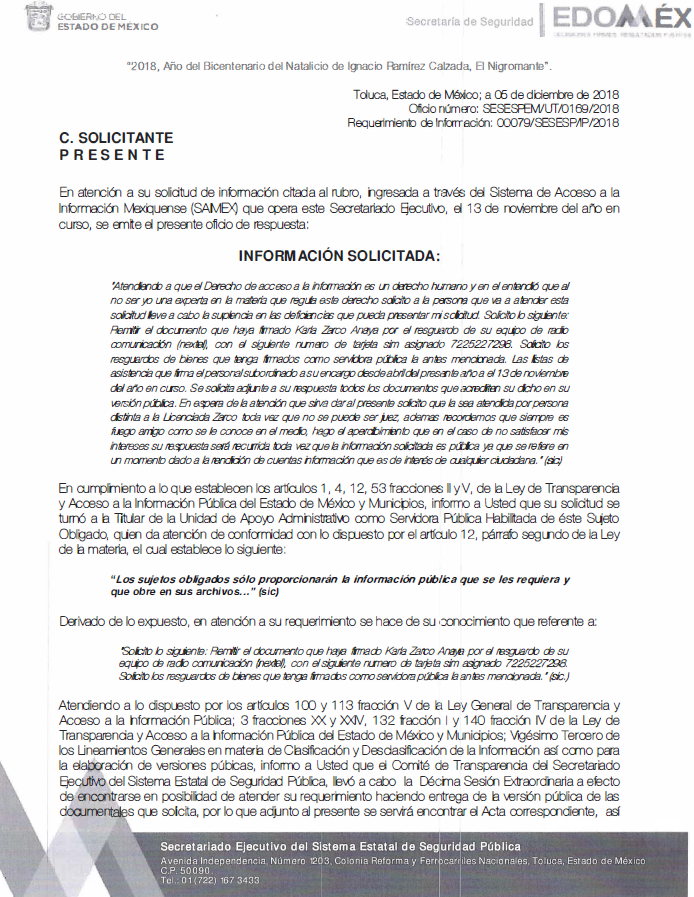 GOBIERNO DEL
ESTADO DE MÉXICO
Secretaría de Seguridad
EDOMÉX
DECISIONES FIRMES, RESULTADOS FUERTES
"2018, Año del Bicentenario del Natalicio de Ignacio Ramírez Calzada, El Nigromante".
Toluca, Estado de México; a 05 de diciembre de 2018
Oficio número: SESESPEM/UT/0169/2018
Requerimiento de Información: 00079/SESESP/IP/2018
C. SOLICITANTE
P R E S E N T E
En atención a su solicitud de información citada al rubro, ingresada a través del Sistema de Acceso a la
Información Mexiquense (SAIMEX) que opera este Secretariado Ejecutivo, el 13 de noviembre del año en
curso, se emite el presente oficio de respuesta:
INFORMACIÓN SOLICITADA:
"Atendiendo a que el Derecho de acceso a la información es un derecho humano y en el entendió que al
no ser yo una experta en la materia que regula este derecho solicito a la persona que va a atender esta
solicitud lleve a cabo la suplencia en las deficiencias que pueda presentar mi solicitud. Solicito lo siguiente:
Remitir el documento que haya firmado Karla Zarco Anaya por el resguardo de su equipo de radio
comunicación (nextel), con el siguiente numero de tarjeta sim asignado 7225227298. Solicito los
resguardos de bienes que tenga firmados como servidora pública la antes mencionada. Las listas de
asistencia que firma el personal subordinado a su encargo desde abril del presente año a el 13 de noviembre
del año en curso. Se solicita adjunte a su respuesta todos los documentos que acrediten su dicho en su
versión pública. En espera de la atención que sirva dar al presente solicito que la sea atendida por persona
distinta a la Licenciada Zarco toda vez que no se puede ser juez, ademas recordemos que siempre es
fuego amigo como se le conoce en el medio, hago el apercibimiento que en el caso de no satisfacer mis
intereses su respuesta será recurrida toda vez que la información solicitada es pública ya que se refiere en
un momento dado a la rendición de cuentas información que es de interés de cualquier ciudadana." (sic)
En cumplimiento a lo que establecen los artículos 1, 4, 12, 53 fracciones II y V, de la Ley de Transparencia
y Acceso a la Información Pública del Estado de México y Municipios, informo a Usted que su solicitud se
turnó a la Titular de la Unidad de Apoyo Administrativo como Servidora Pública Habilitada de éste Sujeto
Obligado, quien da atención de conformidad con lo dispuesto por el artículo 12, párrafo segundo de la Ley
de la materia, el cual establece lo siguiente:
"Los sujetos obligados sólo proporcionarán la información pública que se les requiera y
que obre en sus archivos..." (sic)
Derivado de lo expuesto, en atención a su requerimiento se hace de su conocimiento que referente a:
"Solicito lo siguiente: Remitir el documento que haya firmado Karla Zarco Anaya por el resguardo de su
equipo de radio comunicación (nextel), con el siguiente numero de tarjeta sim asignado 7225227298.
Solicito los resguardos de bienes que tenga firmados como servidora pública la antes mencionada." (sic.)
Atendiendo a lo dispuesto por los artículos 100 y 113 fracción V de la Ley General de Transparencia y
Acceso a la Información Pública; 3 fracciones XX y XXIV, 132 fracción I y 140 fracción IV de la Ley de
Transparencia y Acceso a la Información Pública del Estado de México y Municipios; Vigésimo Tercero de
los Lineamientos Generales en materia de Clasificación y Desclasificación de la Información así como para
la elaboración de versiones púbicas, informo a Usted que el Comité de Transparencia del Secretariado
Ejecutivo del Sistema Estatal de Seguridad Pública, llevó a cabo la Décima Sesión Extraordinaria a efecto
de encontrarse en posibilidad de atender su requerimiento haciendo entrega de la versión pública de las
documentales que solicita, por lo que adjunto al presente se servirá encontrar el Acta correspondiente, así
Secretariado Ejecutivo del Sistema Estatal de Seguridad Pública
Avenida Independencia, Número 1203, Colonia Reforma y Ferrocarriles Nacionales, Toluca, Estado de México
C.P. 50090.
Tel.: 01 (722) 167 3433